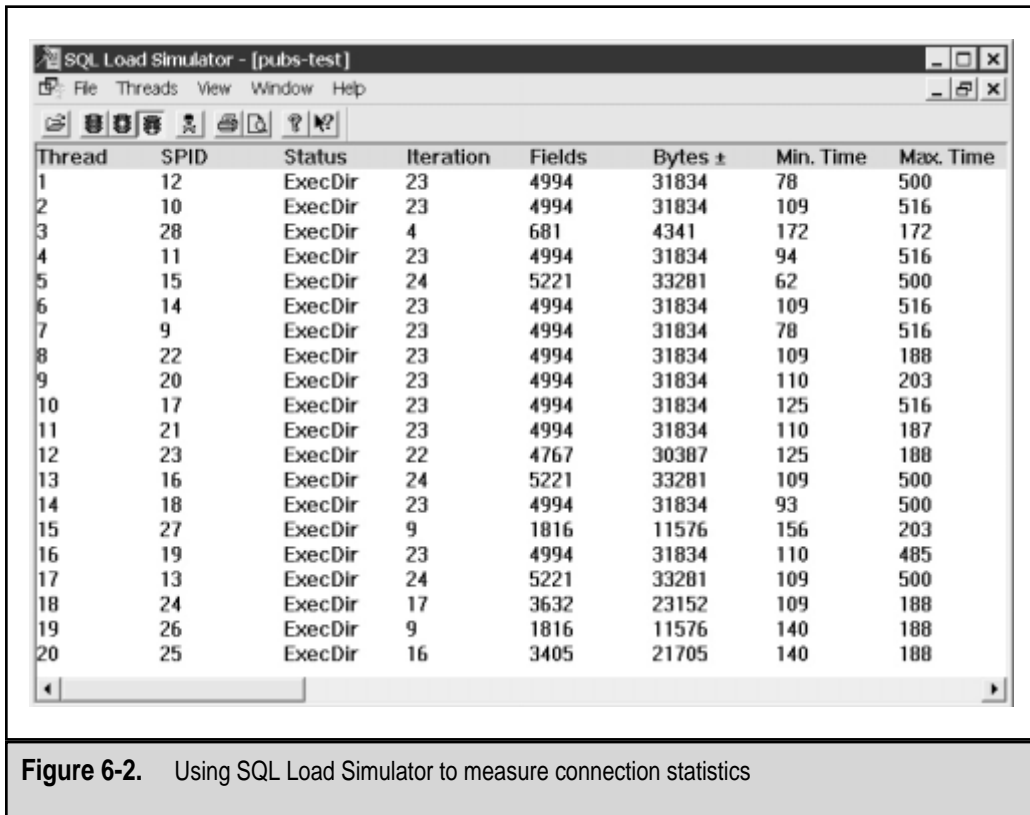 SQL Load Simulator - [pubs-test]
File Threads View Window Help
Thread SPID Status Iteration Fields Bytes ± Min. Time Max. Time
1 12 ExecDir 23 4994 31834 78 500
2 10 ExecDir 23 4994 31834 109 516
3 28 ExecDir 4 681 4341 172 172
4 11 ExecDir 23 4994 31834 94 516
5 15 ExecDir 24 5221 33281 62 500
6 14 ExecDir 23 4994 31834 109 516
7 9 ExecDir 23 4994 31834 78 516
8 22 ExecDir 23 4994 31834 109 188
9 20 ExecDir 23 4994 31834 110 203
10 17 ExecDir 23 4994 31834 125 516
11 21 ExecDir 23 4994 31834 110 187
12 23 ExecDir 22 4767 30387 125 188
13 16 ExecDir 24 5221 33281 109 500
14 18 ExecDir 23 4994 31834 93 500
15 27 ExecDir 9 1816 11576 156 203
16 19 ExecDir 23 4994 31834 110 485
17 13 ExecDir 24 5221 33281 109 500
18 24 ExecDir 17 3632 23152 109 188
19 26 ExecDir 9 1816 11576 140 188
20 25 ExecDir 16 3405 21705 140 188
Figure 6-2. Using SQL Load Simulator to measure connection statistics